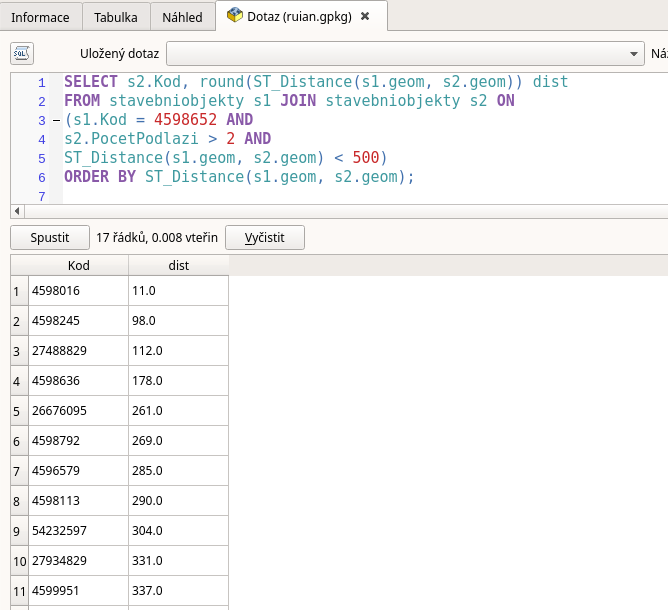 Informace Tabulka Náhled Dotaz (ruian.gpkg) ✖
SQL Uložený dotaz Náz
1 SELECT s2.Kod, round(ST_Distance(s1.geom, s2.geom)) dist
2 FROM stavebniobjekty s1 JOIN stavebniobjekty s2 ON
3 (s1.Kod = 4598652 AND
4 s2.PocetPodlazi > 2 AND
5 ST_Distance(s1.geom, s2.geom) < 500)
6 ORDER BY ST_Distance(s1.geom, s2.geom);
7
Spustit 17 řádků, 0.008 vteřin Vyčistit
Kod dist
1 4598016 11.0
2 4598245 98.0
3 27488829 112.0
4 4598636 178.0
5 26676095 261.0
6 4598792 269.0
7 4596579 285.0
8 4598113 290.0
9 54232597 304.0
10 27934829 331.0
11 4599951 337.0